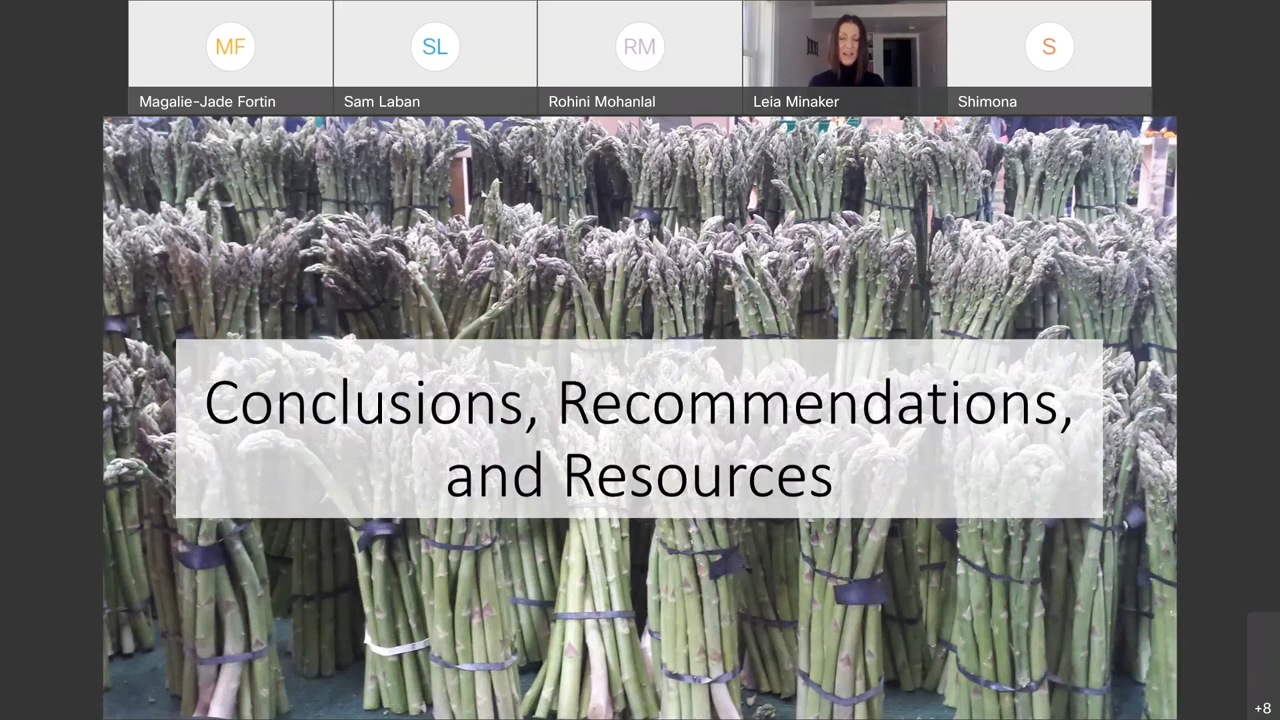 MF
SL
RM
S
Magalie-Jade Fortin
Sam Laban
Rohini Mohanlal
Leia Minaker
Shimona
Conclusions, Recommendations,
and Resources
+8